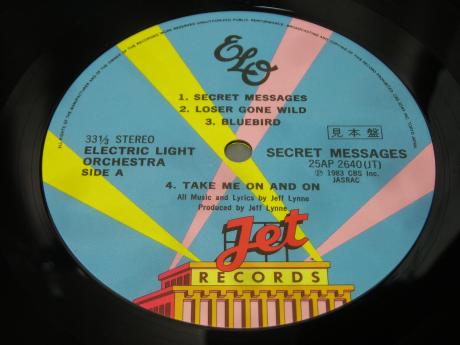 ELO
1. SECRET MESSAGES
2. LOSER GONE WILD
3. BLUEBIRD
33⅓ STEREO
ELECTRIC LIGHT
ORCHESTRA
SIDE A
見本盤
SECRET MESSAGES
25AP 2640(JT)
Ⓟ 1983 CBS Inc.
JASRAC
4. TAKE ME ON AND ON
All Music and Lyrics by Jeff Lynne
Produced by Jeff Lynne
Jet
RECORDS